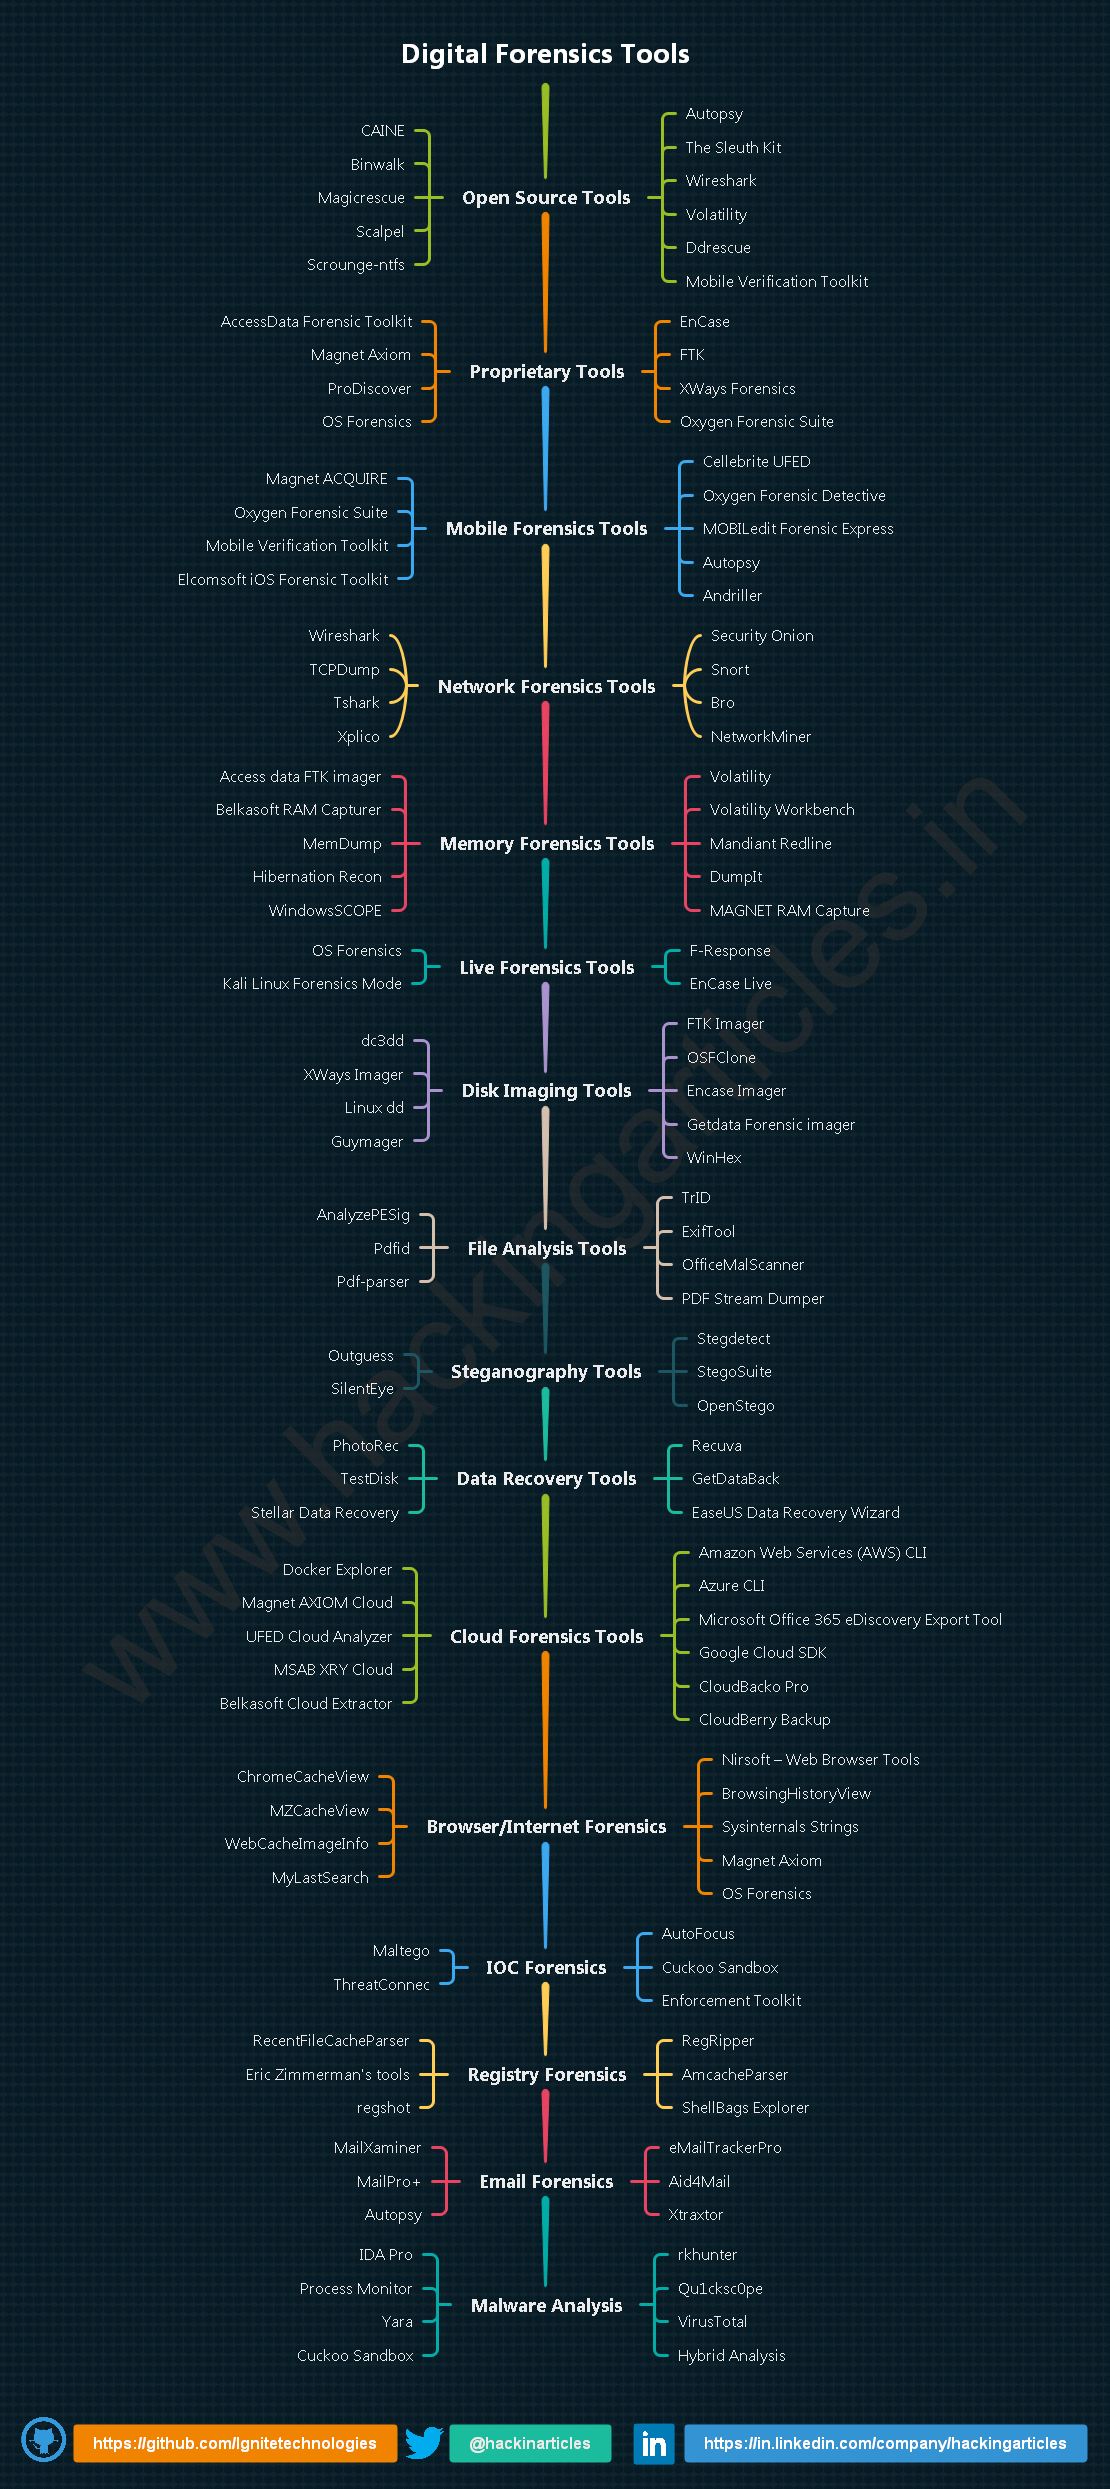 Digital Forensics Tools
Open Source Tools
CAINE
Binwalk
Magicrescue
Scalpel
Scrounge-ntfs
Autopsy
The Sleuth Kit
Wireshark
Volatility
Ddrescue
Mobile Verification Toolkit
Proprietary Tools
AccessData Forensic Toolkit
Magnet Axiom
ProDiscover
OS Forensics
EnCase
FTK
XWays Forensics
Oxygen Forensic Suite
Mobile Forensics Tools
Magnet ACQUIRE
Oxygen Forensic Suite
Mobile Verification Toolkit
Elcomsoft iOS Forensic Toolkit
Cellebrite UFED
Oxygen Forensic Detective
MOBILedit Forensic Express
Autopsy
Andriller
Network Forensics Tools
Wireshark
TCPDump
Tshark
Xplico
Security Onion
Snort
Bro
NetworkMiner
Memory Forensics Tools
Access data FTK imager
Belkasoft RAM Capturer
MemDump
Hibernation Recon
WindowsSCOPE
Volatility
Volatility Workbench
Mandiant Redline
DumpIt
MAGNET RAM Capture
Live Forensics Tools
OS Forensics
Kali Linux Forensics Mode
F-Response
EnCase Live
Disk Imaging Tools
dc3dd
XWays Imager
Linux dd
Guymager
FTK Imager
OSFClone
Encase Imager
Getdata Forensic imager
WinHex
File Analysis Tools
AnalyzePESig
Pdfid
Pdf-parser
TrID
ExifTool
OfficeMalScanner
PDF Stream Dumper
Steganography Tools
Outguess
SilentEye
Stegdetect
StegoSuite
OpenStego
Data Recovery Tools
PhotoRec
TestDisk
Stellar Data Recovery
Recuva
GetDataBack
EaseUS Data Recovery Wizard
Cloud Forensics Tools
Docker Explorer
Magnet AXIOM Cloud
UFED Cloud Analyzer
MSAB XRY Cloud
Belkasoft Cloud Extractor
Amazon Web Services (AWS) CLI
Azure CLI
Microsoft Office 365 eDiscovery Export Tool
Google Cloud SDK
CloudBacko Pro
CloudBerry Backup
Browser/Internet Forensics
ChromeCacheView
MZCacheView
WebCacheImageInfo
MyLastSearch
Nirsoft – Web Browser Tools
BrowsingHistoryView
Sysinternals Strings
Magnet Axiom
OS Forensics
IOC Forensics
Maltego
ThreatConnec
AutoFocus
Cuckoo Sandbox
Enforcement Toolkit
Registry Forensics
RecentFileCacheParser
Eric Zimmerman's tools
regshot
RegRipper
AmcacheParser
ShellBags Explorer
Email Forensics
MailXaminer
MailPro+
Autopsy
eMailTrackerPro
Aid4Mail
Xtraxtor
Malware Analysis
IDA Pro
Process Monitor
Yara
Cuckoo Sandbox
rkhunter
Qu1cksc0pe
VirusTotal
Hybrid Analysis
www.hackingarticles.in
https://github.com/Ignitetechnologies
@hackinarticles
in
https://in.linkedin.com/company/hackingarticles